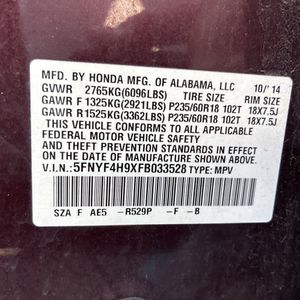 MFD. BY HONDA MFG. OF ALABAMA, LLC 10/'14
GVWR 2765KG(6096LBS) TIRE SIZE RIM SIZE
GAWR F 1325KG(2921LBS) P235/60R18 102T 18X7.5J
GAWR R 1525KG(3362LBS) P235/60R18 102T 18X7.5J
THIS VEHICLE CONFORMS TO ALL APPLICABLE
FEDERAL MOTOR VEHICLE SAFETY STANDARDS
IN EFFECT ON THE DATE OF MANUFACTURE
SHOWN ABOVE.
V.I.N.:5FNYF4H9XFB033528 TYPE: MPV
SZA F AE5 -R529P -F -B